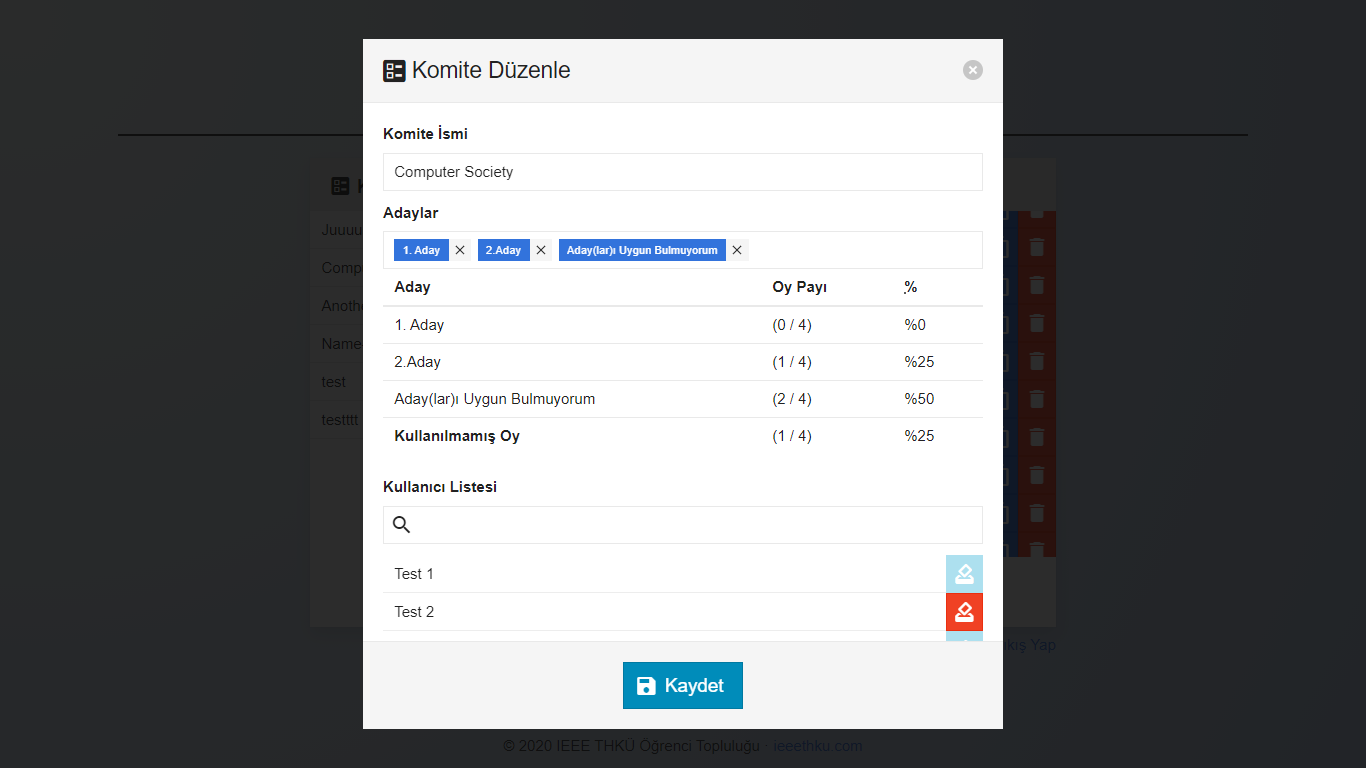 Komite Düzenle
Komite İsmi
Computer Society
Adaylar
1. Aday
2.Aday
Aday(lar)ı Uygun Bulmuyorum
Aday Oy Payı %
1. Aday (0 / 4) %0
2.Aday (1 / 4) %25
Aday(lar)ı Uygun Bulmuyorum (2 / 4) %50
Kullanılmamış Oy (1 / 4) %25
Kullanıcı Listesi
Test 1
Test 2
Kaydet
Juuuu
Comp
Anoth
Name
test
testttt
kış Yap
© 2020 IEEE THKÜ Öğrenci Topluluğu · ieeethku.com